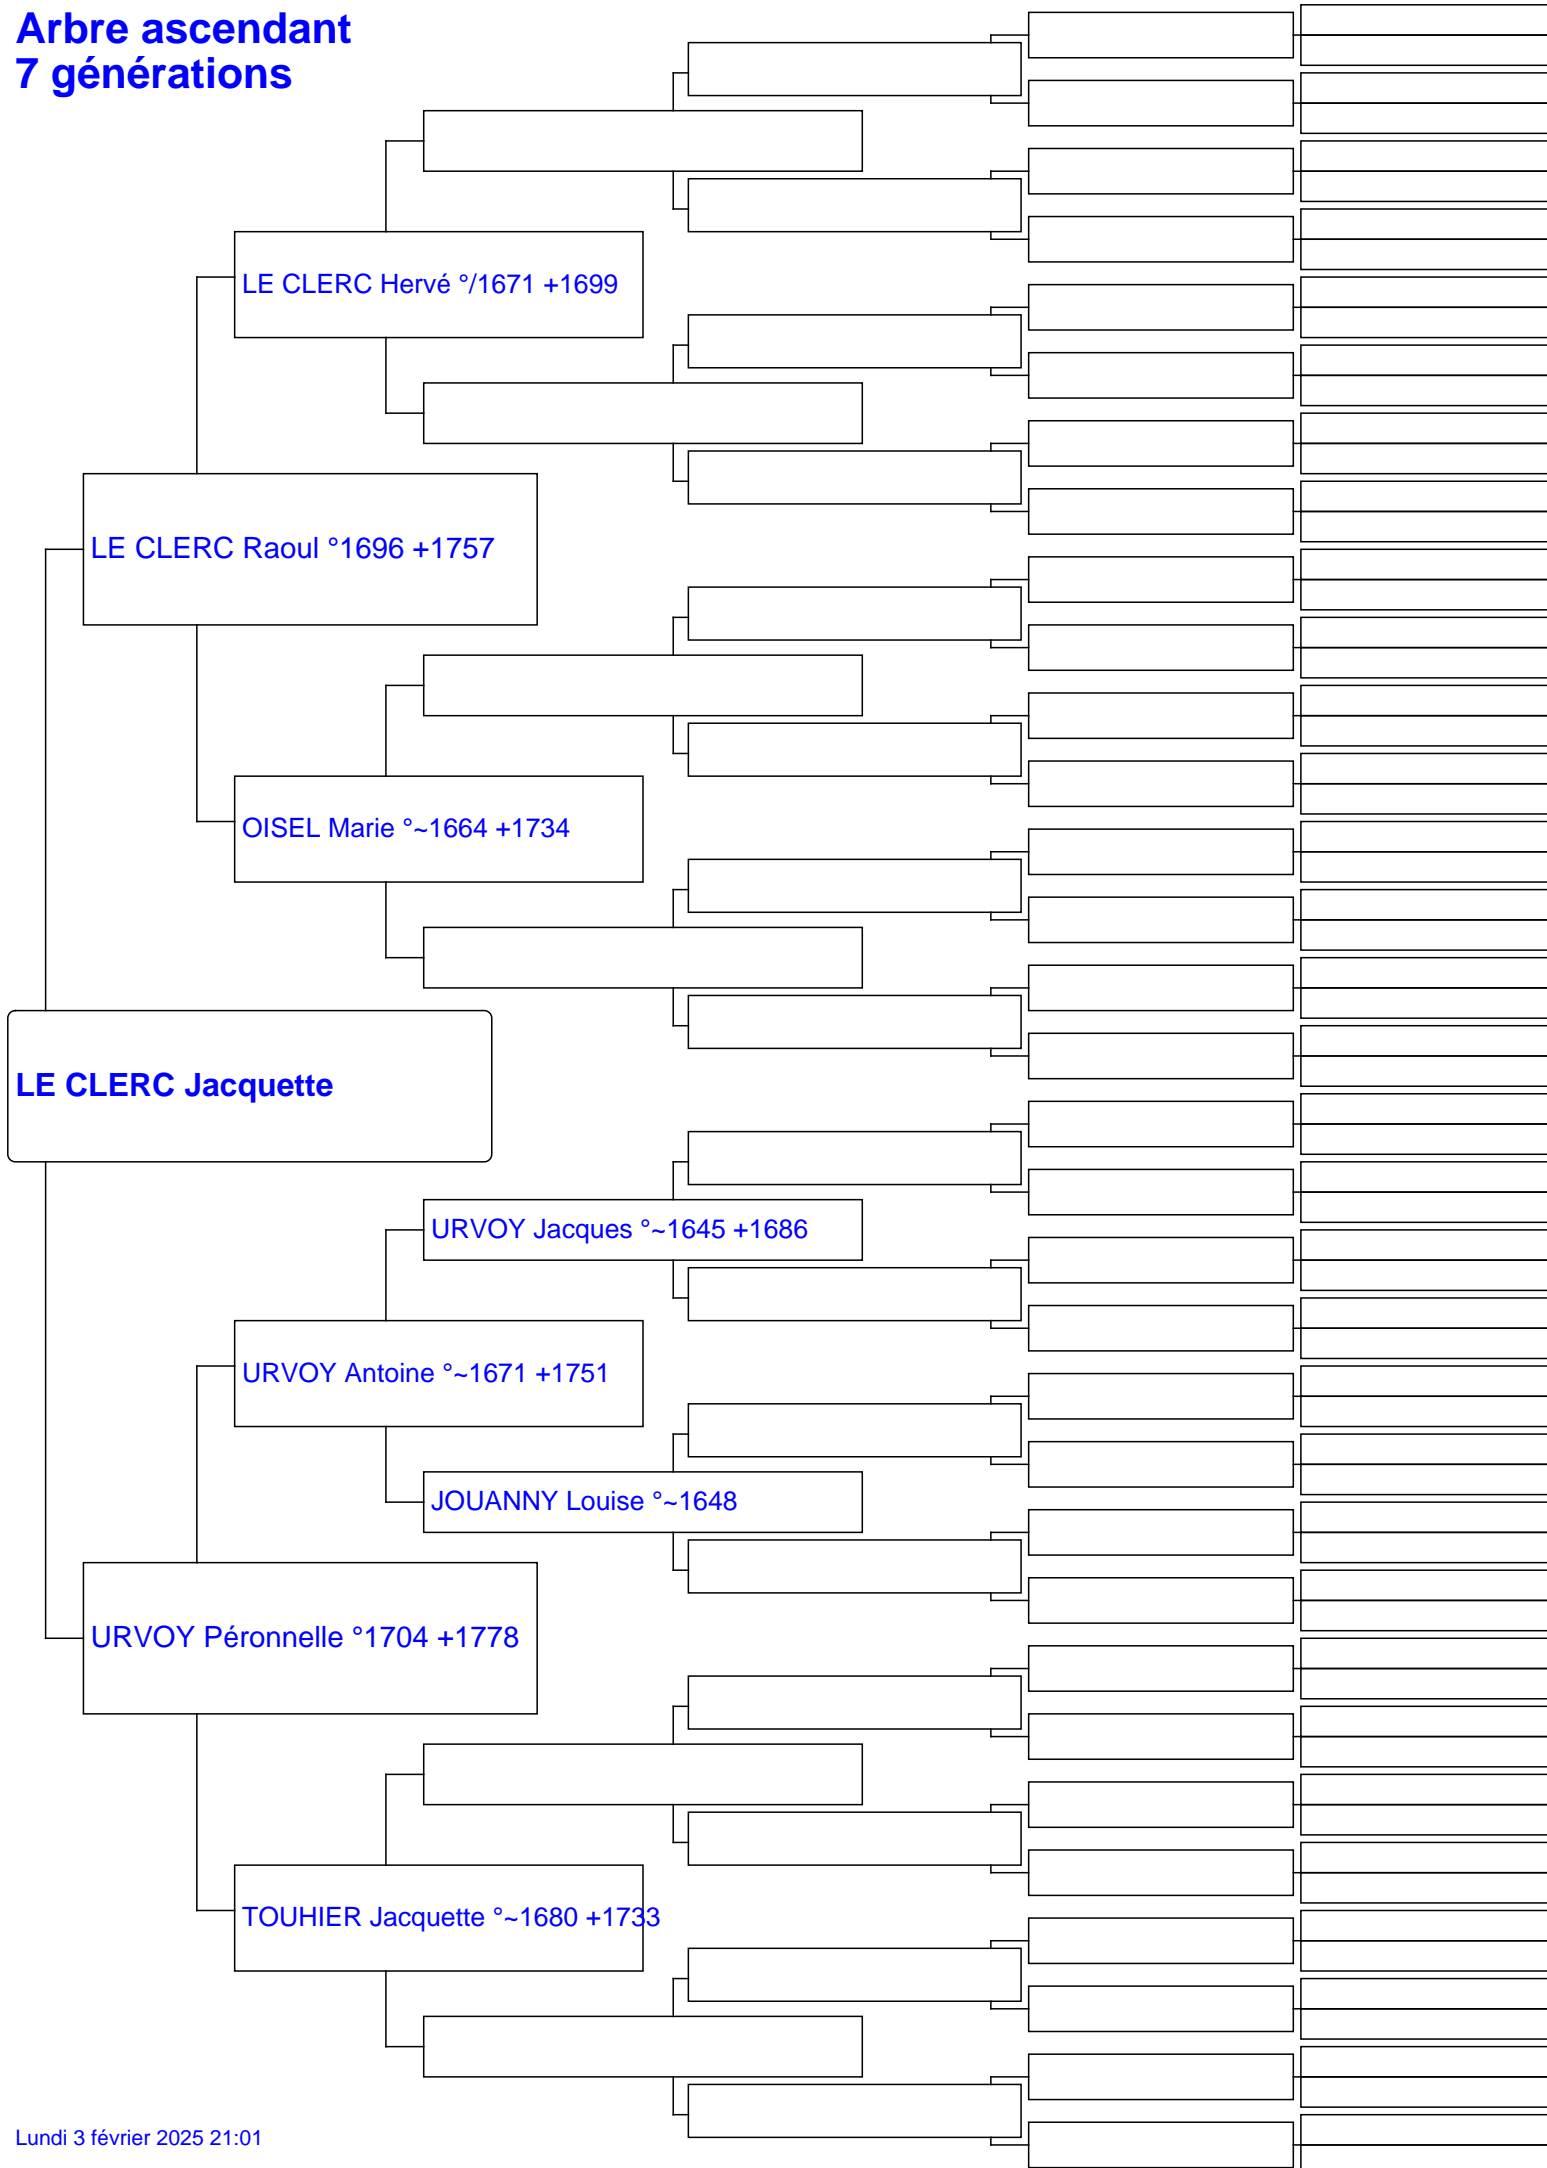 Arbre ascendant
7 générations
LE CLERC Hervé °/1671 +1699
LE CLERC Raoul °1696 +1757
OISEL Marie °~1664 +1734
LE CLERC Jacquette
URVOY Jacques °~1645 +1686
URVOY Antoine °~1671 +1751
JOUANNY Louise °~1648
URVOY Péronnelle °1704 +1778
TOUHIER Jacquette °~1680 +1733
Lundi 3 février 2025 21:01